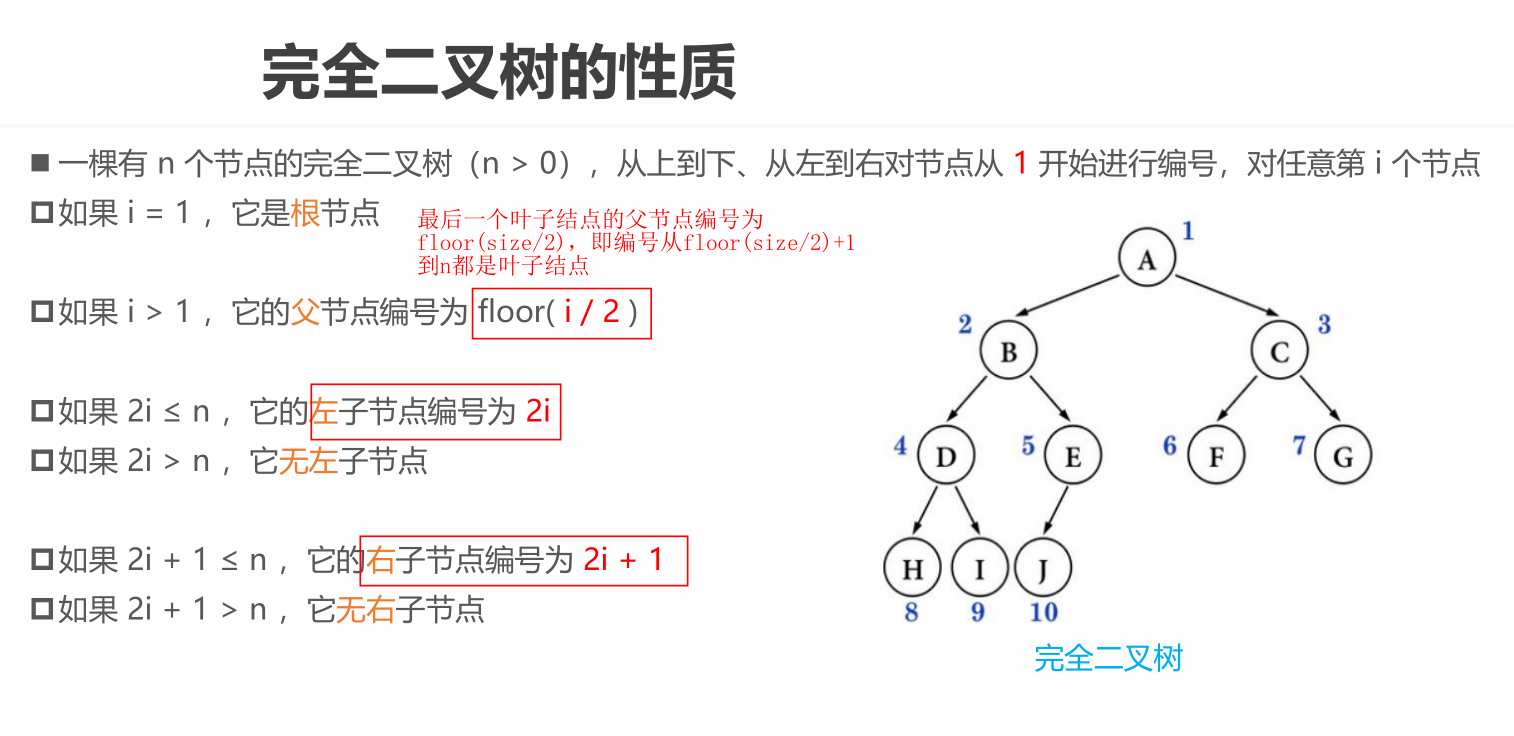 完全二叉树的性质
■ 一棵有 n 个节点的完全二叉树（n > 0），从上到下、从左到右对节点从 1 开始进行编号，对任意第 i 个节点
如果 i = 1 ，它是根节点
最后一个叶子结点的父节点编号为
floor(size/2)，即编号从floor(size/2)+1
到n都是叶子结点
如果 i > 1 ，它的父节点编号为 floor( i / 2 )
如果 2i ≤ n ，它的左子节点编号为 2i
如果 2i > n ，它无左子节点
如果 2i + 1 ≤ n ，它的右子节点编号为 2i + 1
如果 2i + 1 > n ，它无右子节点
1
A
2
B
3
C
4
D
5
E
6
F
7
G
H
I
J
8
9
10
完全二叉树